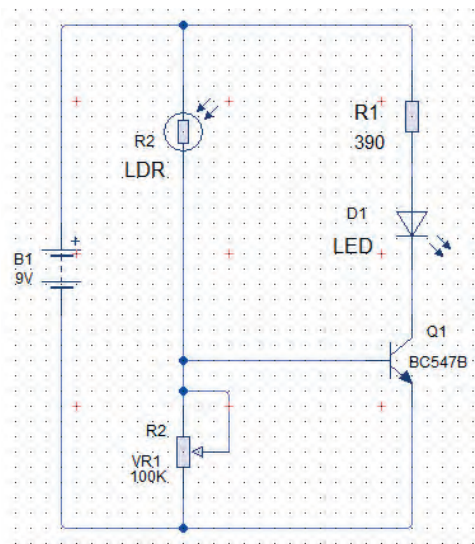 R2
LDR
R1
390
D1
LED
B1
9V
+
Q1
BC547B
R2
VR1
100K